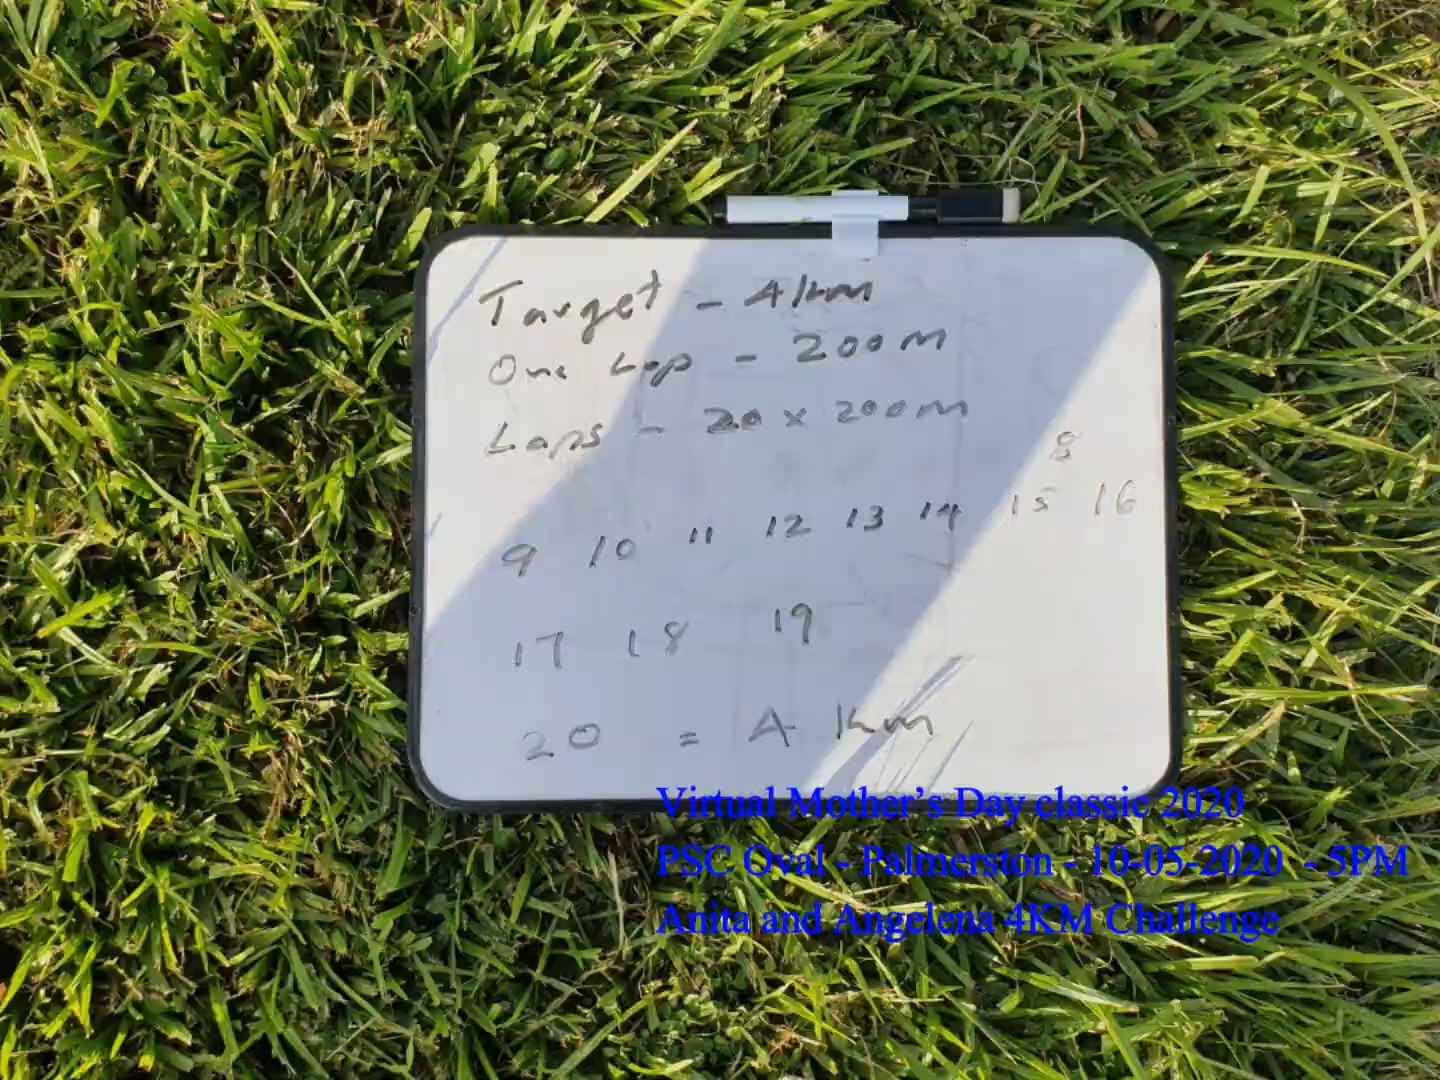 Target - 4km
One Lap - 200m
Laps - 20 x 200m
8
9 10 11 12 13 14 15 16
17 18 19
20 = 4 km
Virtual Mother’s Day classic 2020
PSC Oval - Palmerston - 10-05-2020 - 5PM
Anita and Angelena 4KM Challenge